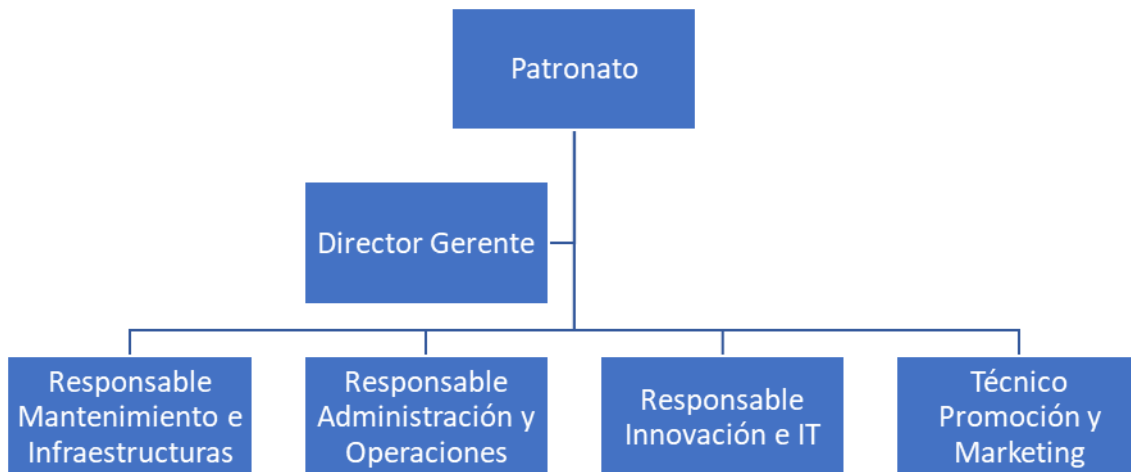 Patronato
Director Gerente
Responsable
Mantenimiento e
Infraestructuras
Responsable
Administración y
Operaciones
Responsable
Innovación e IT
Técnico
Promoción y
Marketing